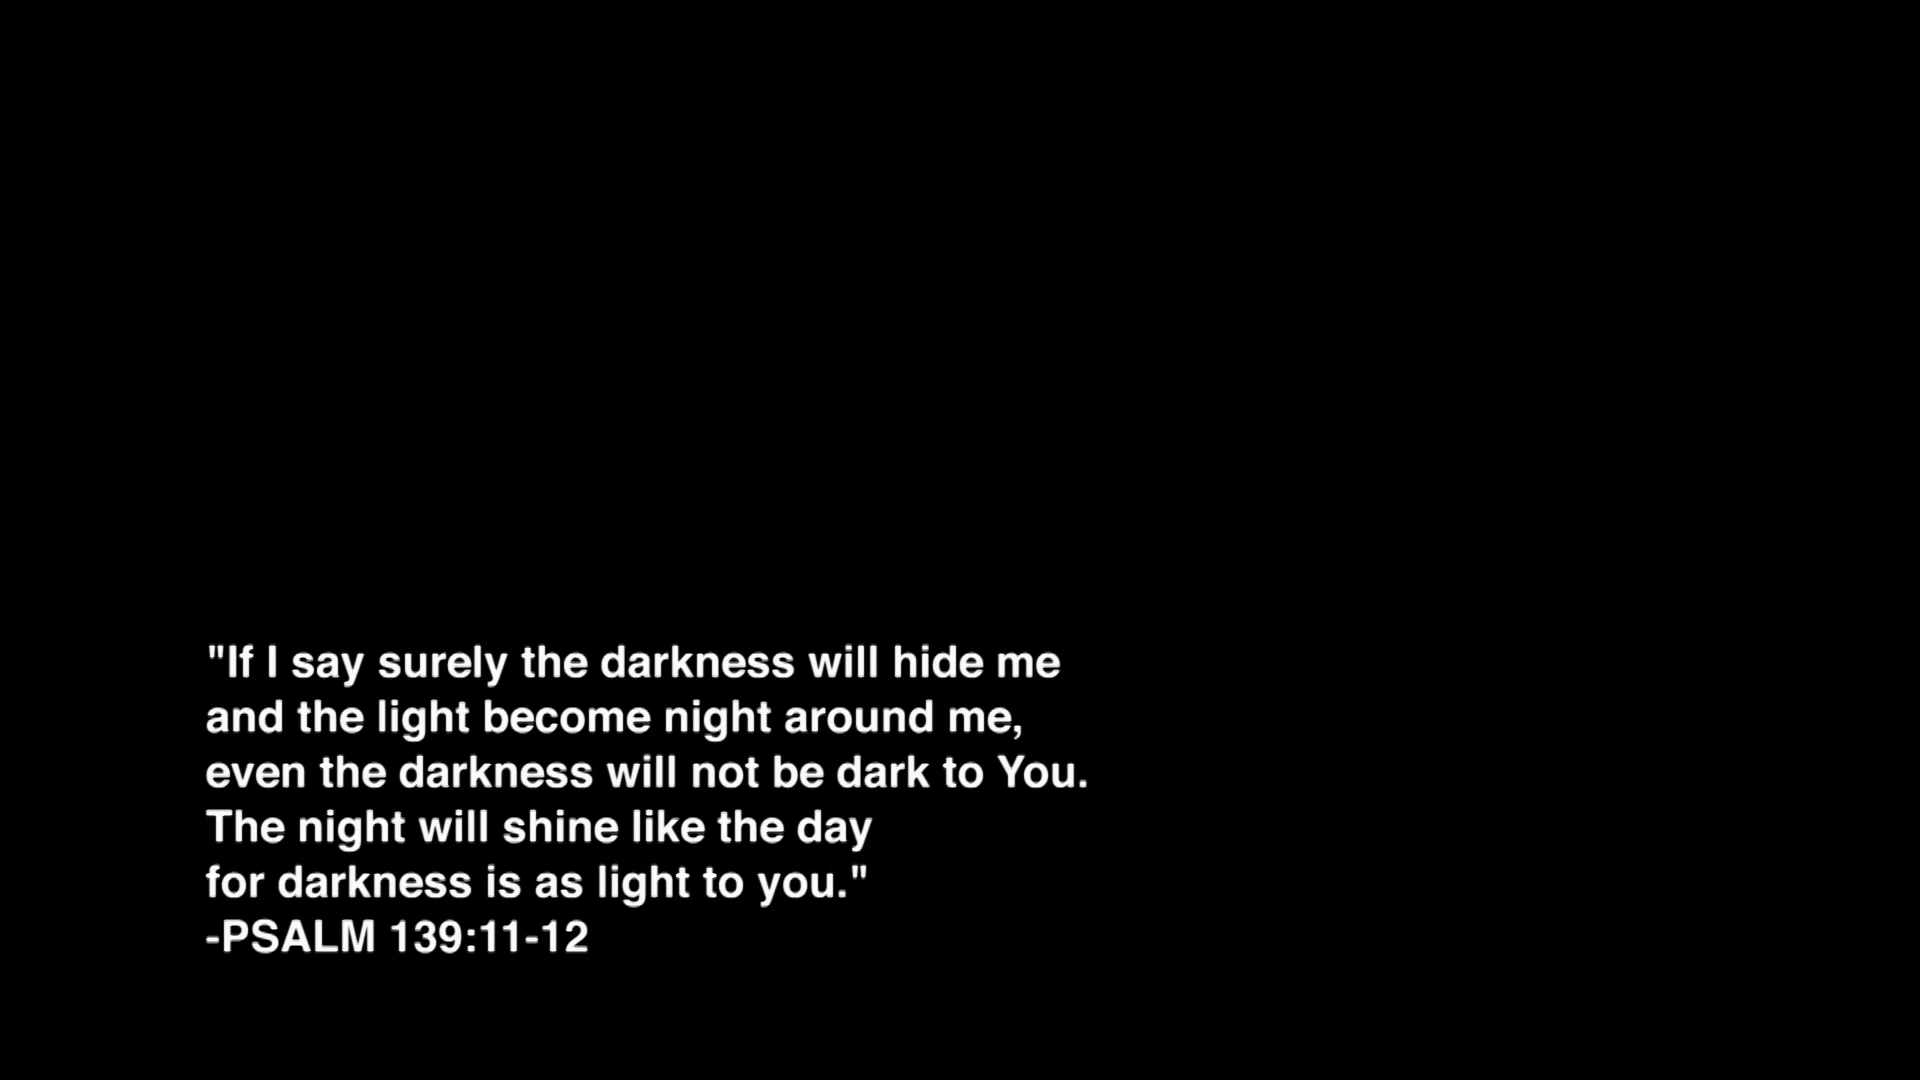 "If I say surely the darkness will hide me
and the light become night around me,
even the darkness will not be dark to You.
The night will shine like the day
for darkness is as light to you."
-PSALM 139:11-12